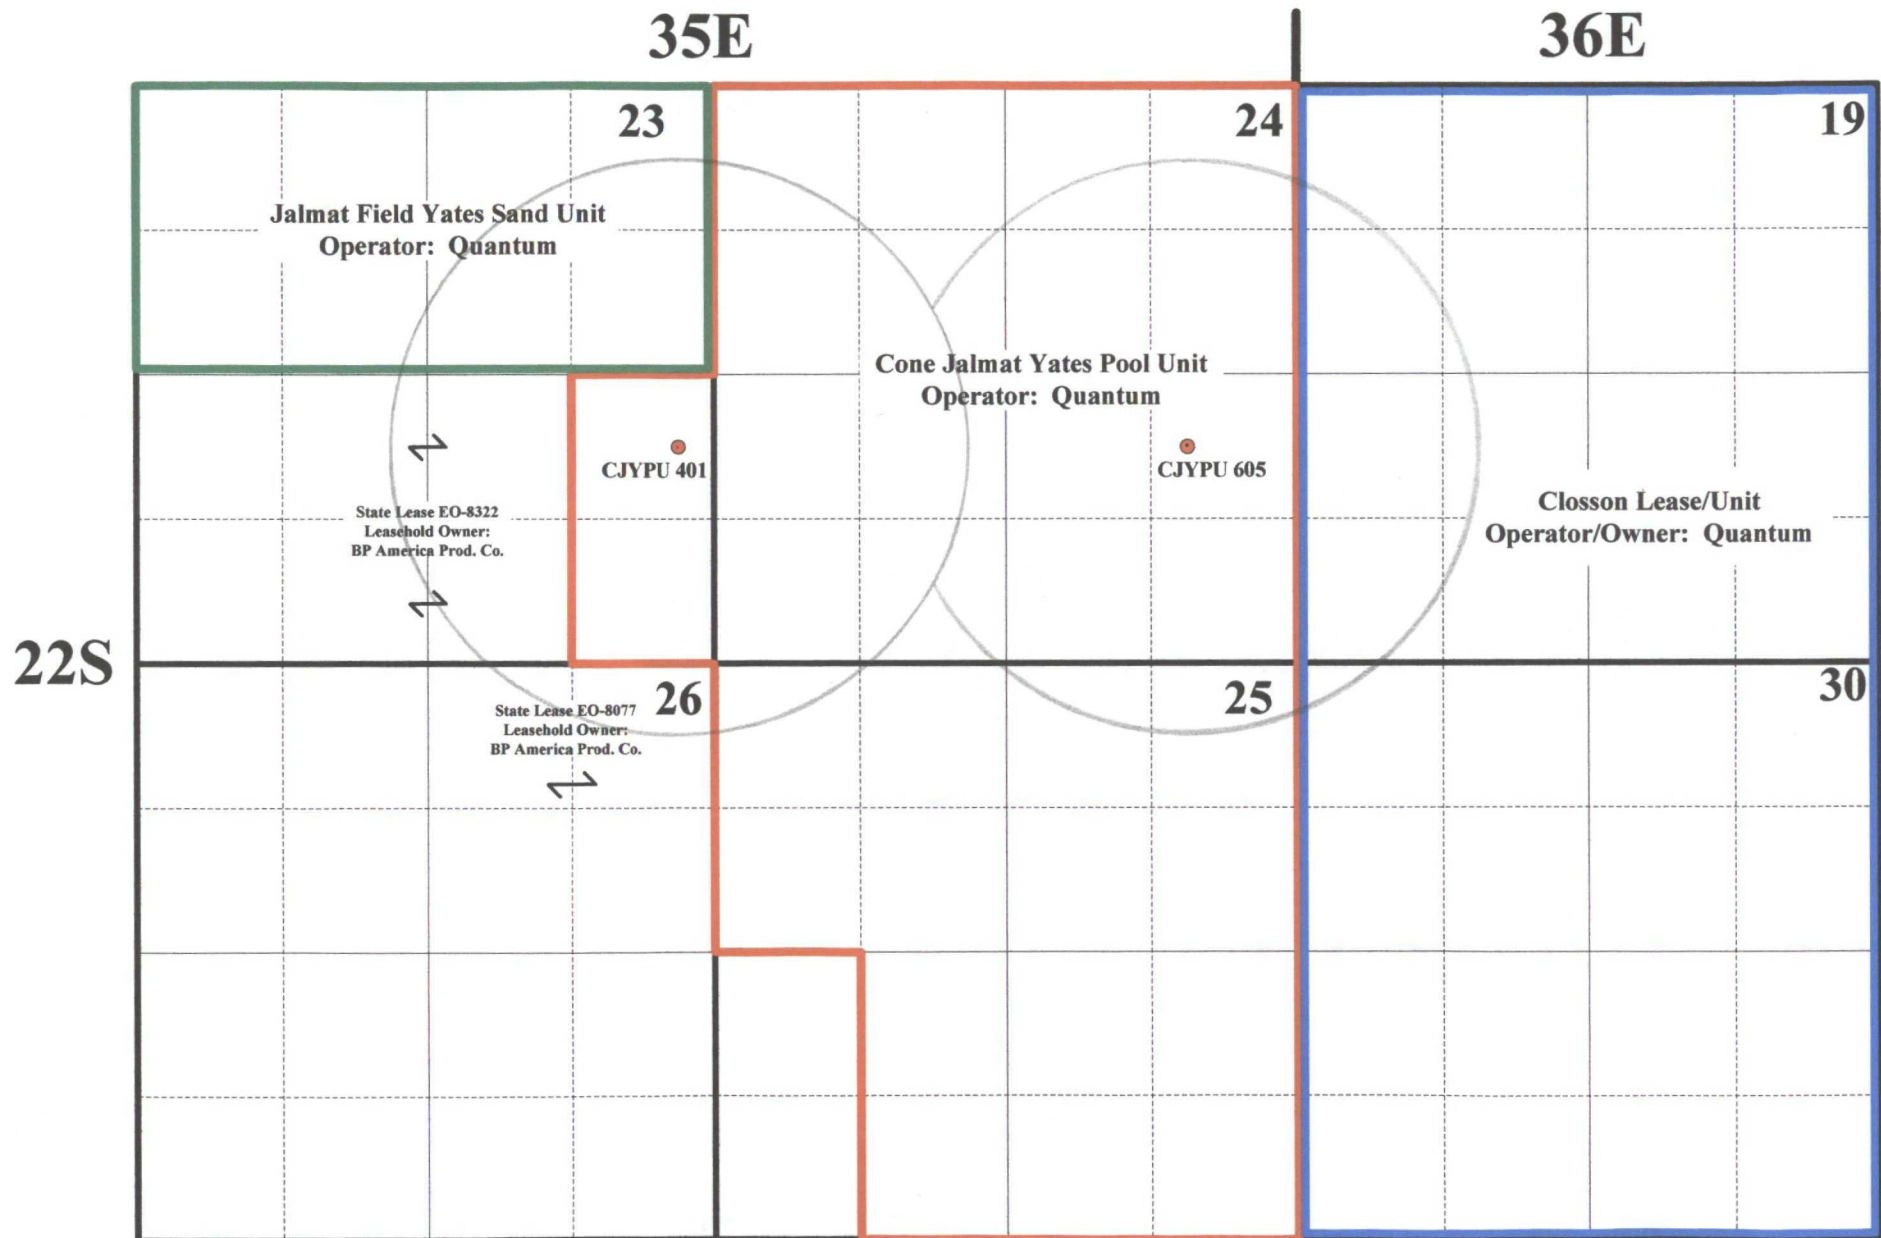 35E
36E
23
24
19
Jalmat Field Yates Sand Unit
Operator: Quantum
Cone Jalmat Yates Pool Unit
Operator: Quantum
CJYPU 401
CJYPU 605
State Lease EO-8322
Leasehold Owner:
BP America Prod. Co.
Closson Lease/Unit
Operator/Owner: Quantum
22S
26
25
30
State Lease EO-8077
Leasehold Owner:
BP America Prod. Co.